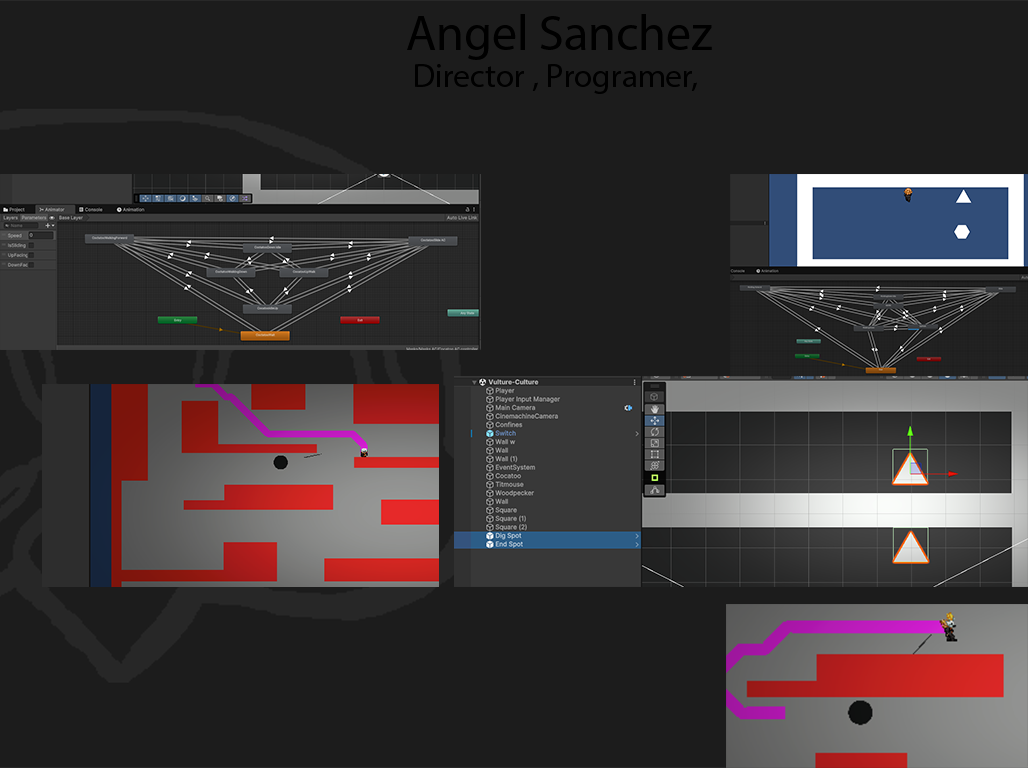 Angel Sanchez
Director , Programer,
Project
Animator
Console
Animation
Layers
Parameters
Base Layer
Auto Live Link
Name
Speed
0
IsSliding
UpFacing
DownFac
Entry
Exit
Any State
Console
Animation
Vulture-Culture
Player
Player Input Manager
Main Camera
CinemachineCamera
Confines
Switch
Wall w
Wall
Wall (1)
EventSystem
Cocatoo
Titmouse
Woodpecker
Wall
Square
Square (1)
Square (2)
Dig Spot
End Spot